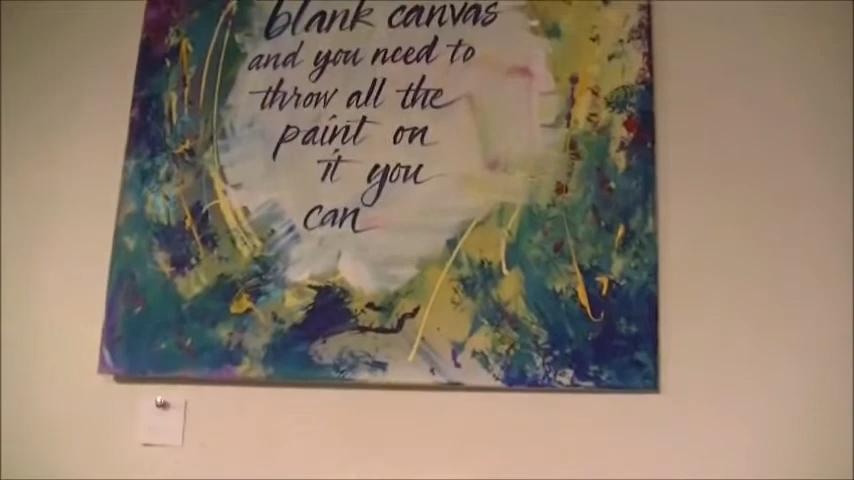 blank canvas
and you need to
throw all the
paint on
it you
can